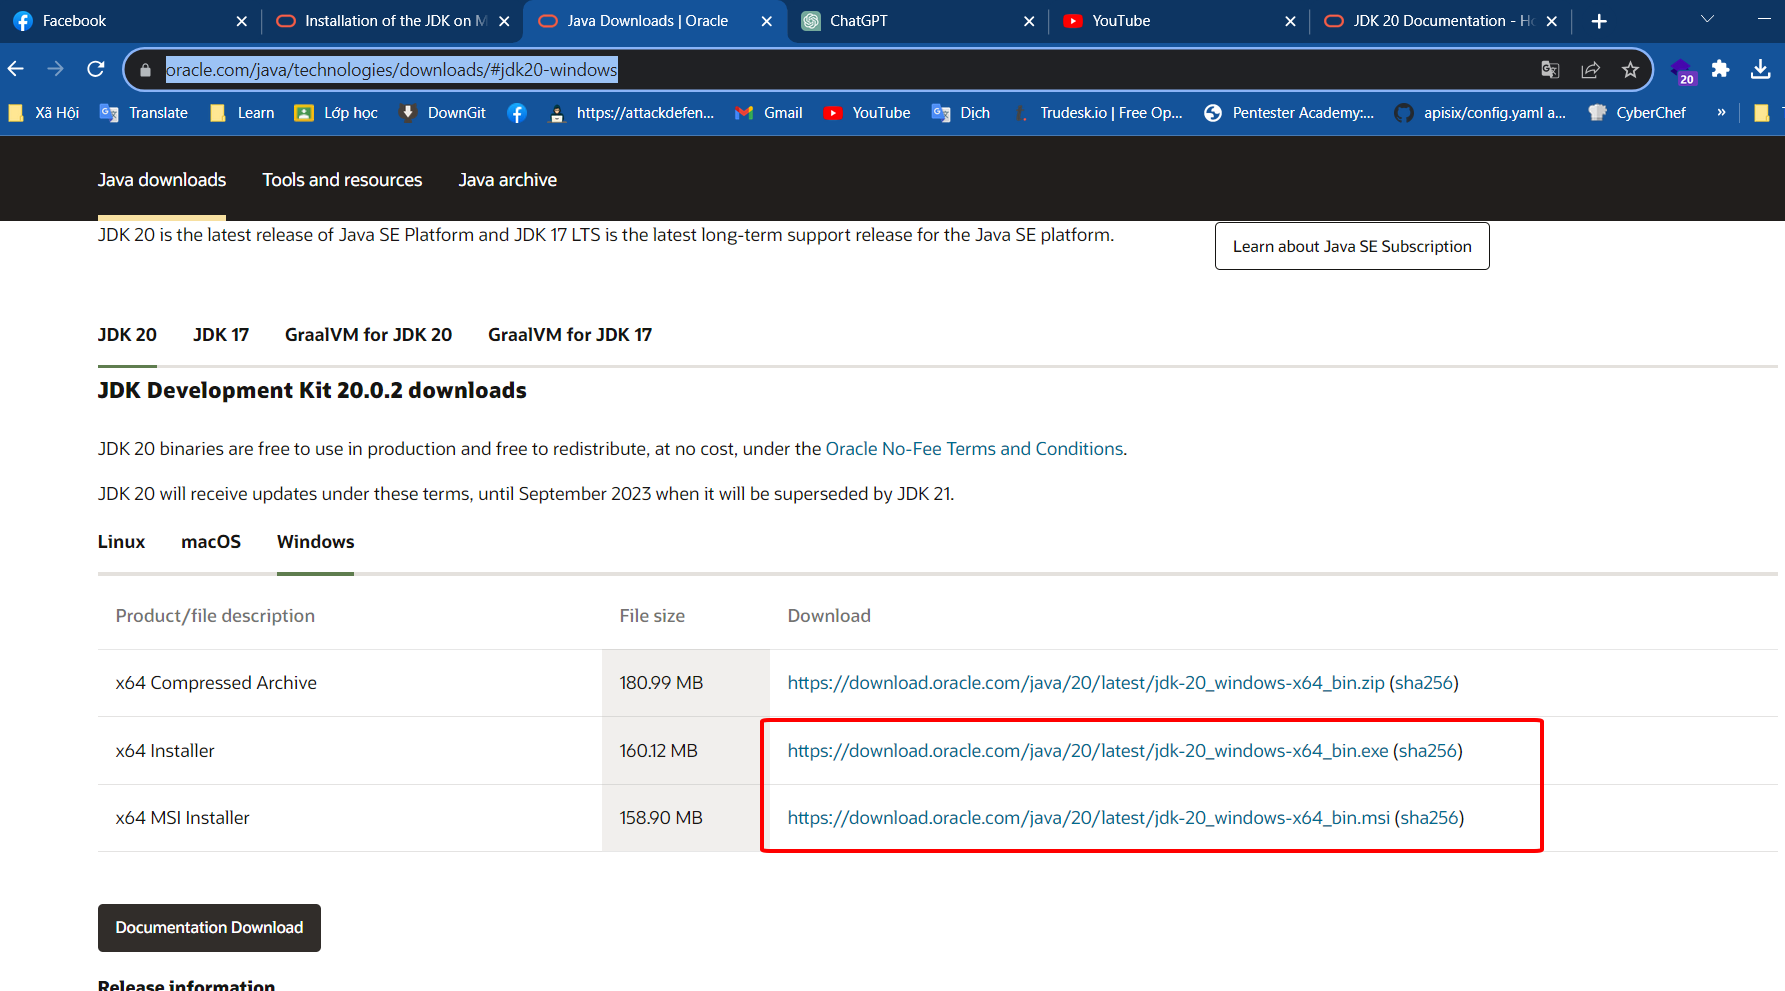 Facebook
Installation of the JDK on M
Java Downloads | Oracle
ChatGPT
YouTube
JDK 20 Documentation - Ho
oracle.com/java/technologies/downloads/#jdk20-windows
20
Xã Hội
Translate
Learn
Lớp học
DownGit
https://attackdefen...
Gmail
YouTube
Dịch
Trudesk.io | Free Op...
Pentester Academy:...
apisix/config.yaml a...
CyberChef
»
Java downloads
Tools and resources
Java archive
JDK 20 is the latest release of Java SE Platform and JDK 17 LTS is the latest long-term support release for the Java SE platform.
Learn about Java SE Subscription
JDK 20
JDK 17
GraalVM for JDK 20
GraalVM for JDK 17
JDK Development Kit 20.0.2 downloads
JDK 20 binaries are free to use in production and free to redistribute, at no cost, under the Oracle No-Fee Terms and Conditions.
JDK 20 will receive updates under these terms, until September 2023 when it will be superseded by JDK 21.
Linux
macOS
Windows
Product/file description
File size
Download
x64 Compressed Archive
180.99 MB
https://download.oracle.com/java/20/latest/jdk-20_windows-x64_bin.zip (sha256)
x64 Installer
160.12 MB
https://download.oracle.com/java/20/latest/jdk-20_windows-x64_bin.exe (sha256)
x64 MSI Installer
158.90 MB
https://download.oracle.com/java/20/latest/jdk-20_windows-x64_bin.msi (sha256)
Documentation Download
Release information